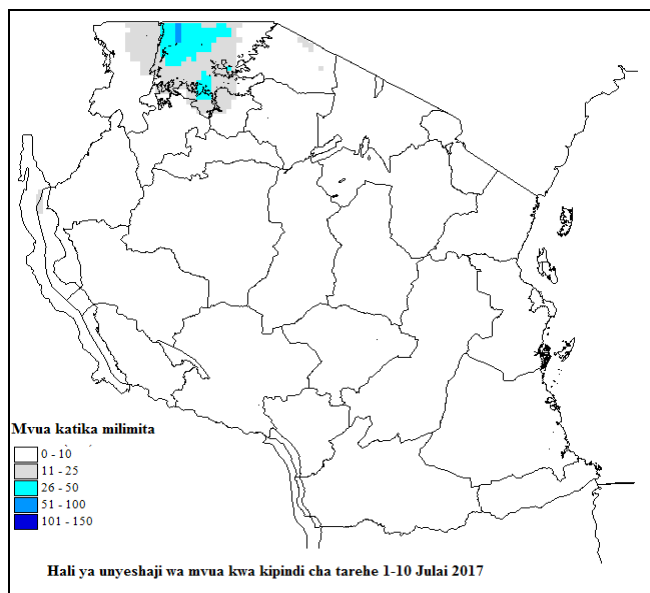 Mvua katika milimita
0 - 10
11 - 25
26 - 50
51 - 100
101 - 150
Hali ya unyeshaji wa mvua kwa kipindi cha tarehe 1-10 Julai 2017